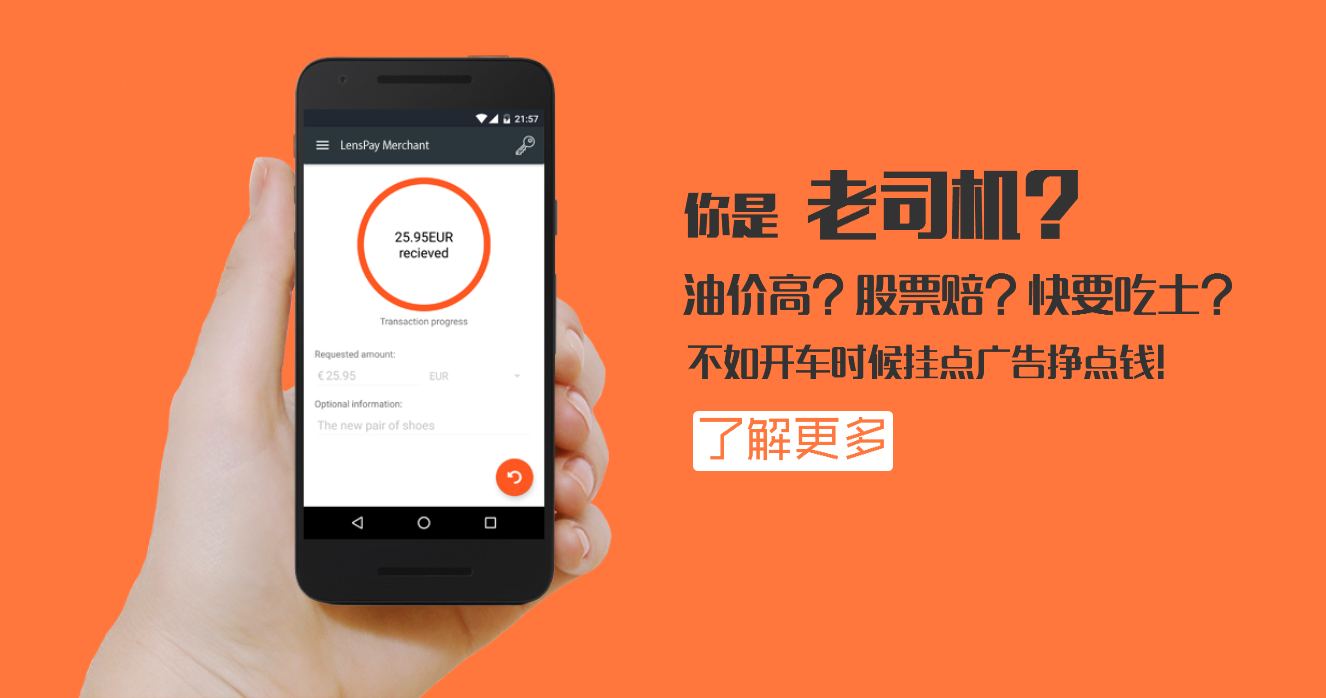 21:57
LensPay Merchant
25.95EUR
recieved
Transaction progress
Requested amount:
€ 25.95 EUR
Optional information:
The new pair of shoes
你是 老司机?
油价高? 股票赔? 快要吃土?
不如开车时候挂点广告挣点钱!
了解更多